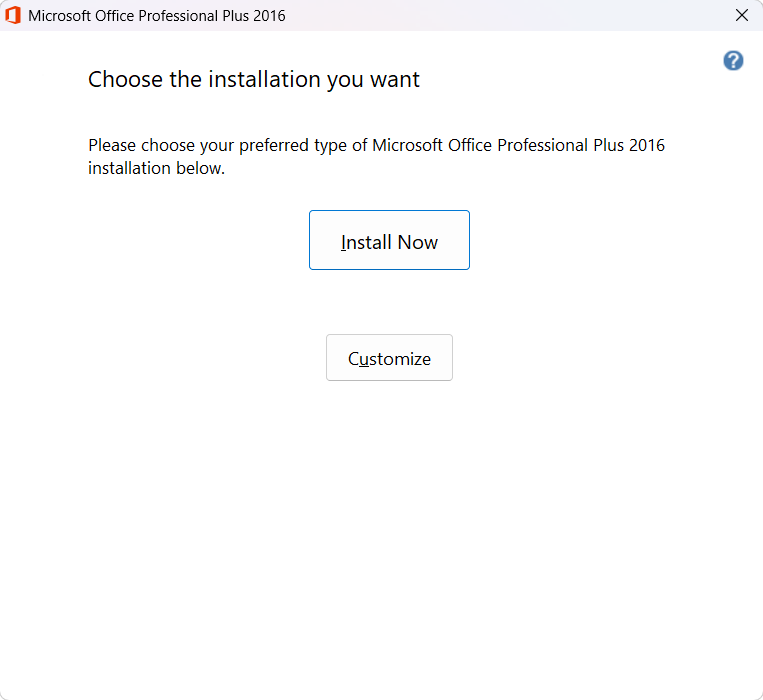 Microsoft Office Professional Plus 2016
Choose the installation you want
?
Please choose your preferred type of Microsoft Office Professional Plus 2016
installation below.
Install Now
Customize